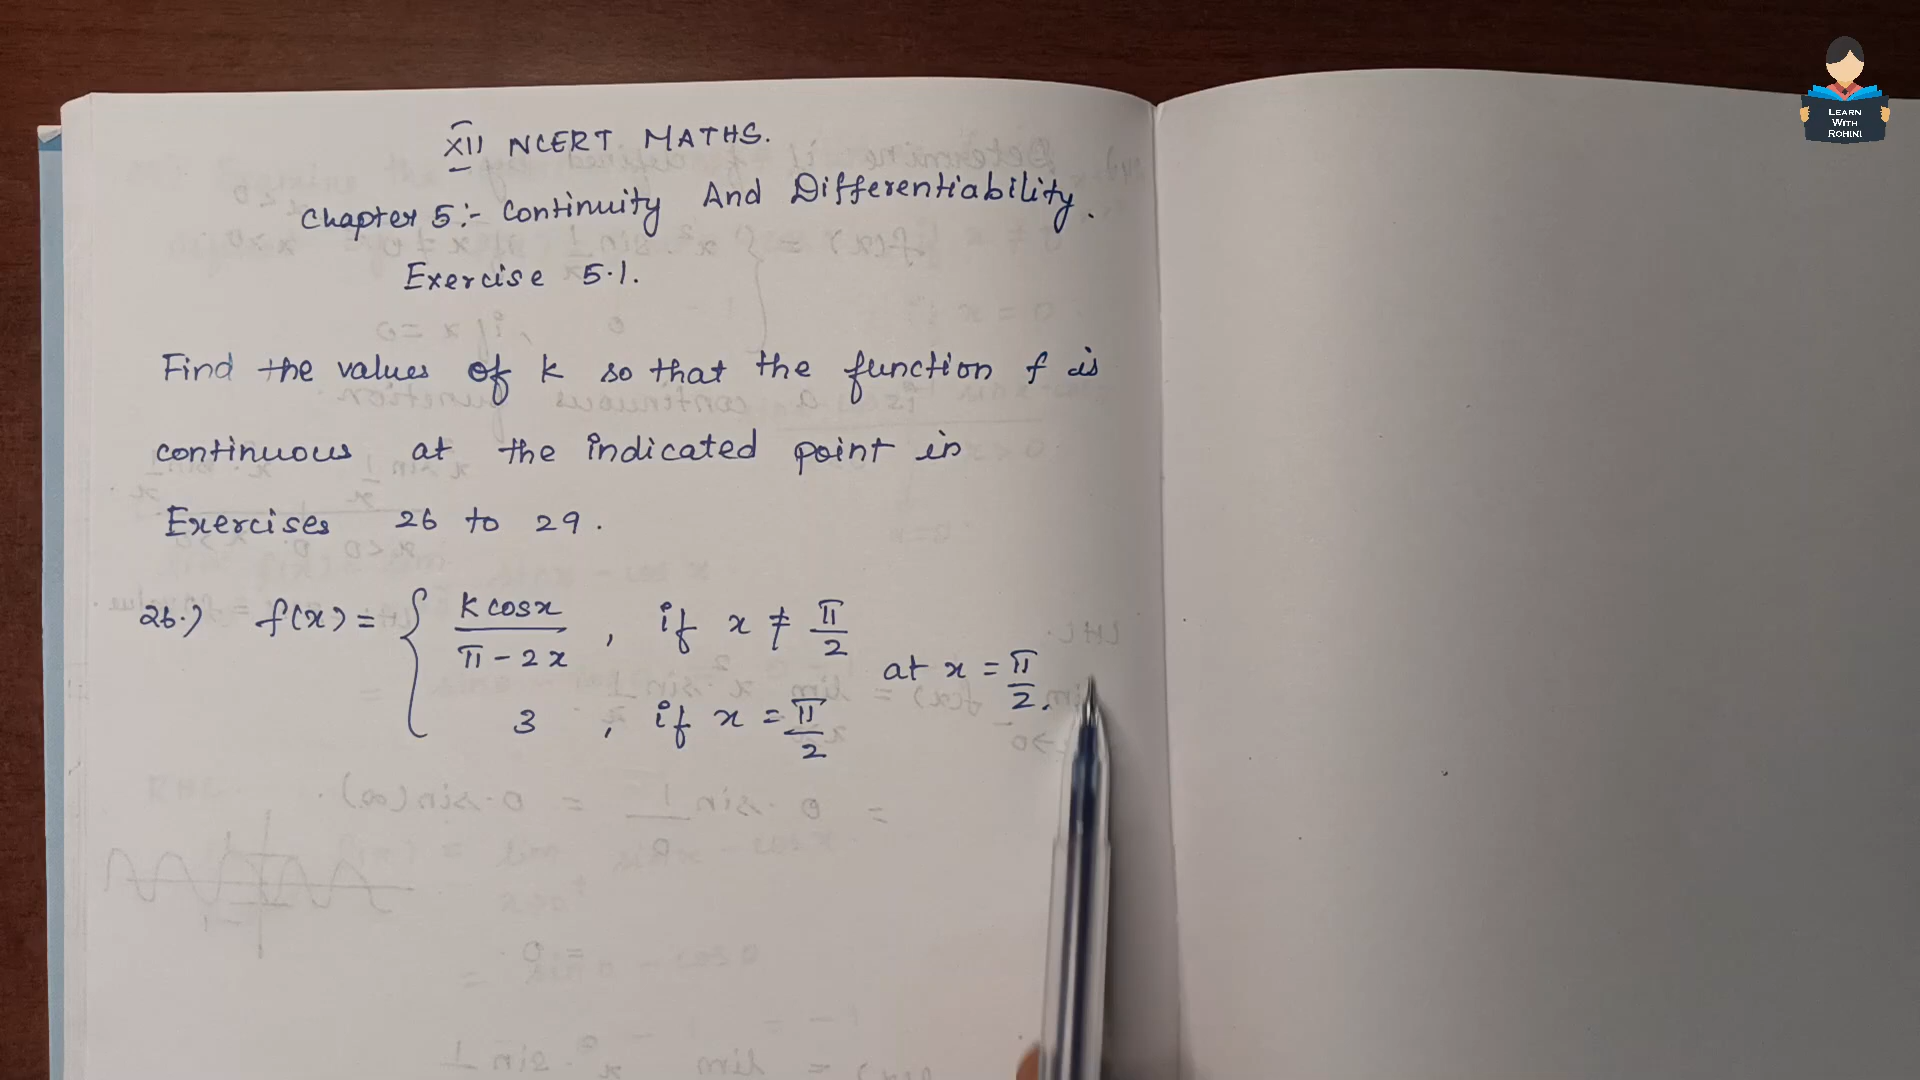 XII NCERT MATHS.
Chapter 5:- Continuity And Differentiability.
Exercise 5.1.
Find the values of k so that the function f is
continuous at the indicated point in
Exercises 26 to 29.
26.) f(x) = { k cosx / π - 2x , if x ≠ π/2
at x = π/2.
3 , if x = π/2
LEARN
WITH
ROHINI